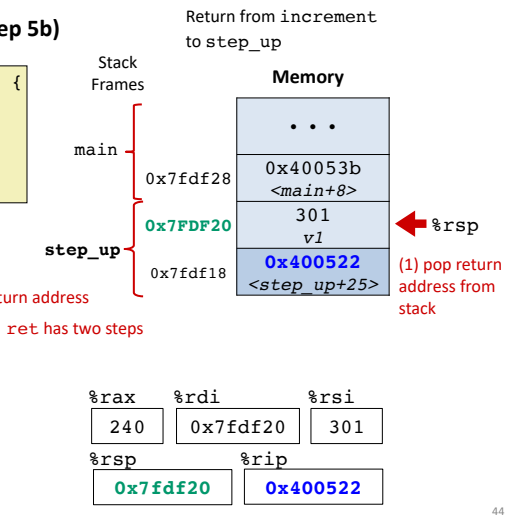 ep 5b)
Return from increment
to step_up
{
Stack
Frames
Memory
• • •
main
0x7fdf28
0x40053b
<main+8>
0x7FDF20
301
v1
%rsp
step_up
0x7fdf18
0x400522
<step_up+25>
(1) pop return
address from
stack
turn address
ret has two steps
%rax
%rdi
%rsi
240
0x7fdf20
301
%rsp
%rip
0x7fdf20
0x400522
44